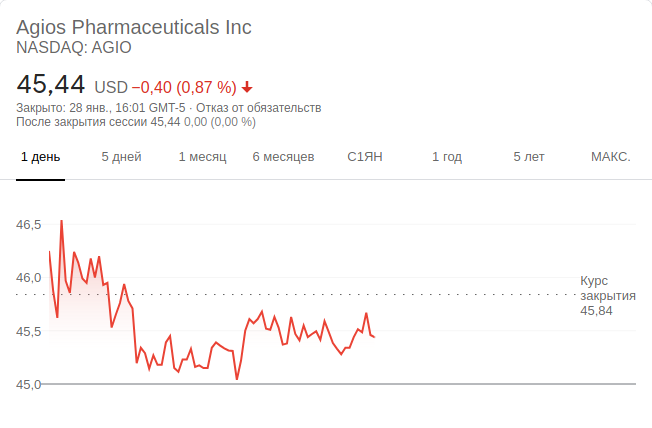 Agios Pharmaceuticals Inc
NASDAQ: AGIO
45,44 USD −0,40 (0,87 %)
Закрыто: 28 янв., 16:01 GMT-5 · Отказ от обязательств
После закрытия сессии 45,44 0,00 (0,00 %)
1 день 5 дней 1 месяц 6 месяцев С1ЯН 1 год 5 лет МАКС.
46,5
46,0
Курс
закрытия
45,84
45,5
45,0